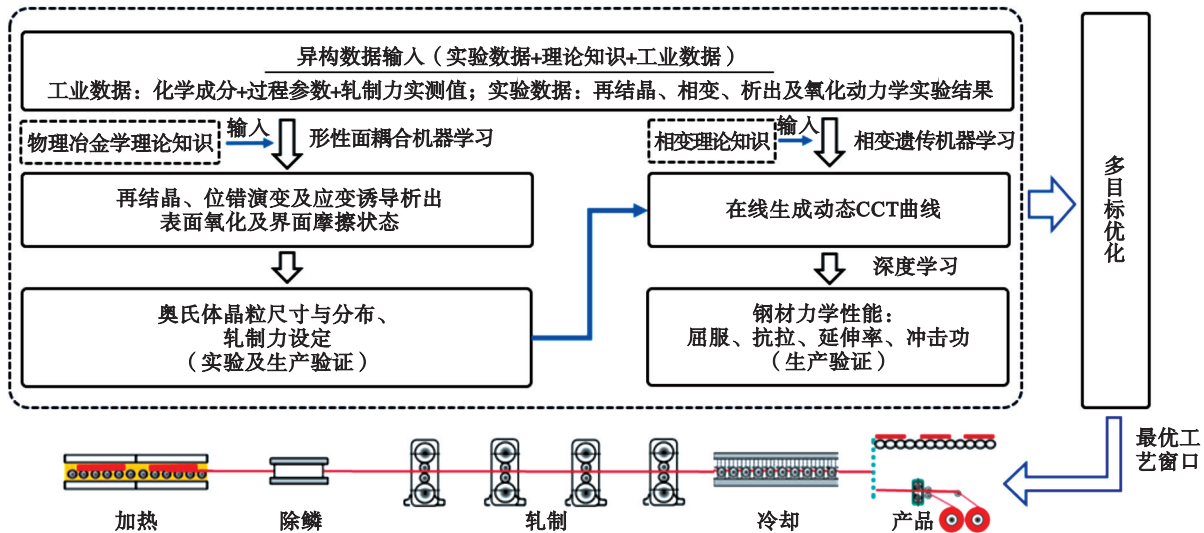 异构数据输入（实验数据+理论知识+工业数据）
工业数据：化学成分+过程参数+轧制力实测值；实验数据：再结晶、相变、析出及氧化动力学实验结果
物理冶金学理论知识
输入
形性面耦合机器学习
再结晶、位错演变及应变诱导析出
表面氧化及界面摩擦状态
奥氏体晶粒尺寸与分布、
轧制力设定
（实验及生产验证）
相变理论知识
输入
相变遗传机器学习
在线生成动态CCT曲线
深度学习
钢材力学性能：
屈服、抗拉、延伸率、冲击功
（生产验证）
多目标优化
最优工
艺窗口
加热
除鳞
轧制
冷却
产品